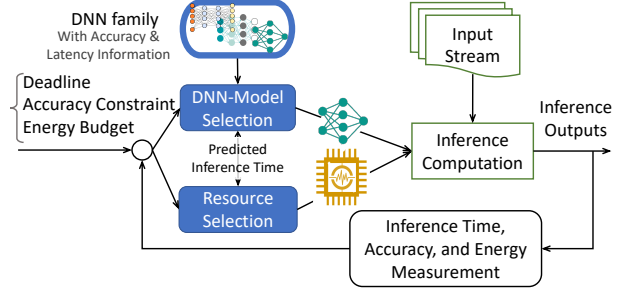 DNN family
With Accuracy &
Latency Information
Input
Stream
Deadline
Accuracy Constraint
Energy Budget
DNN-Model
Selection
Predicted
Inference Time
Resource
Selection
Inference
Computation
Inference
Outputs
Inference Time,
Accuracy, and Energy
Measurement